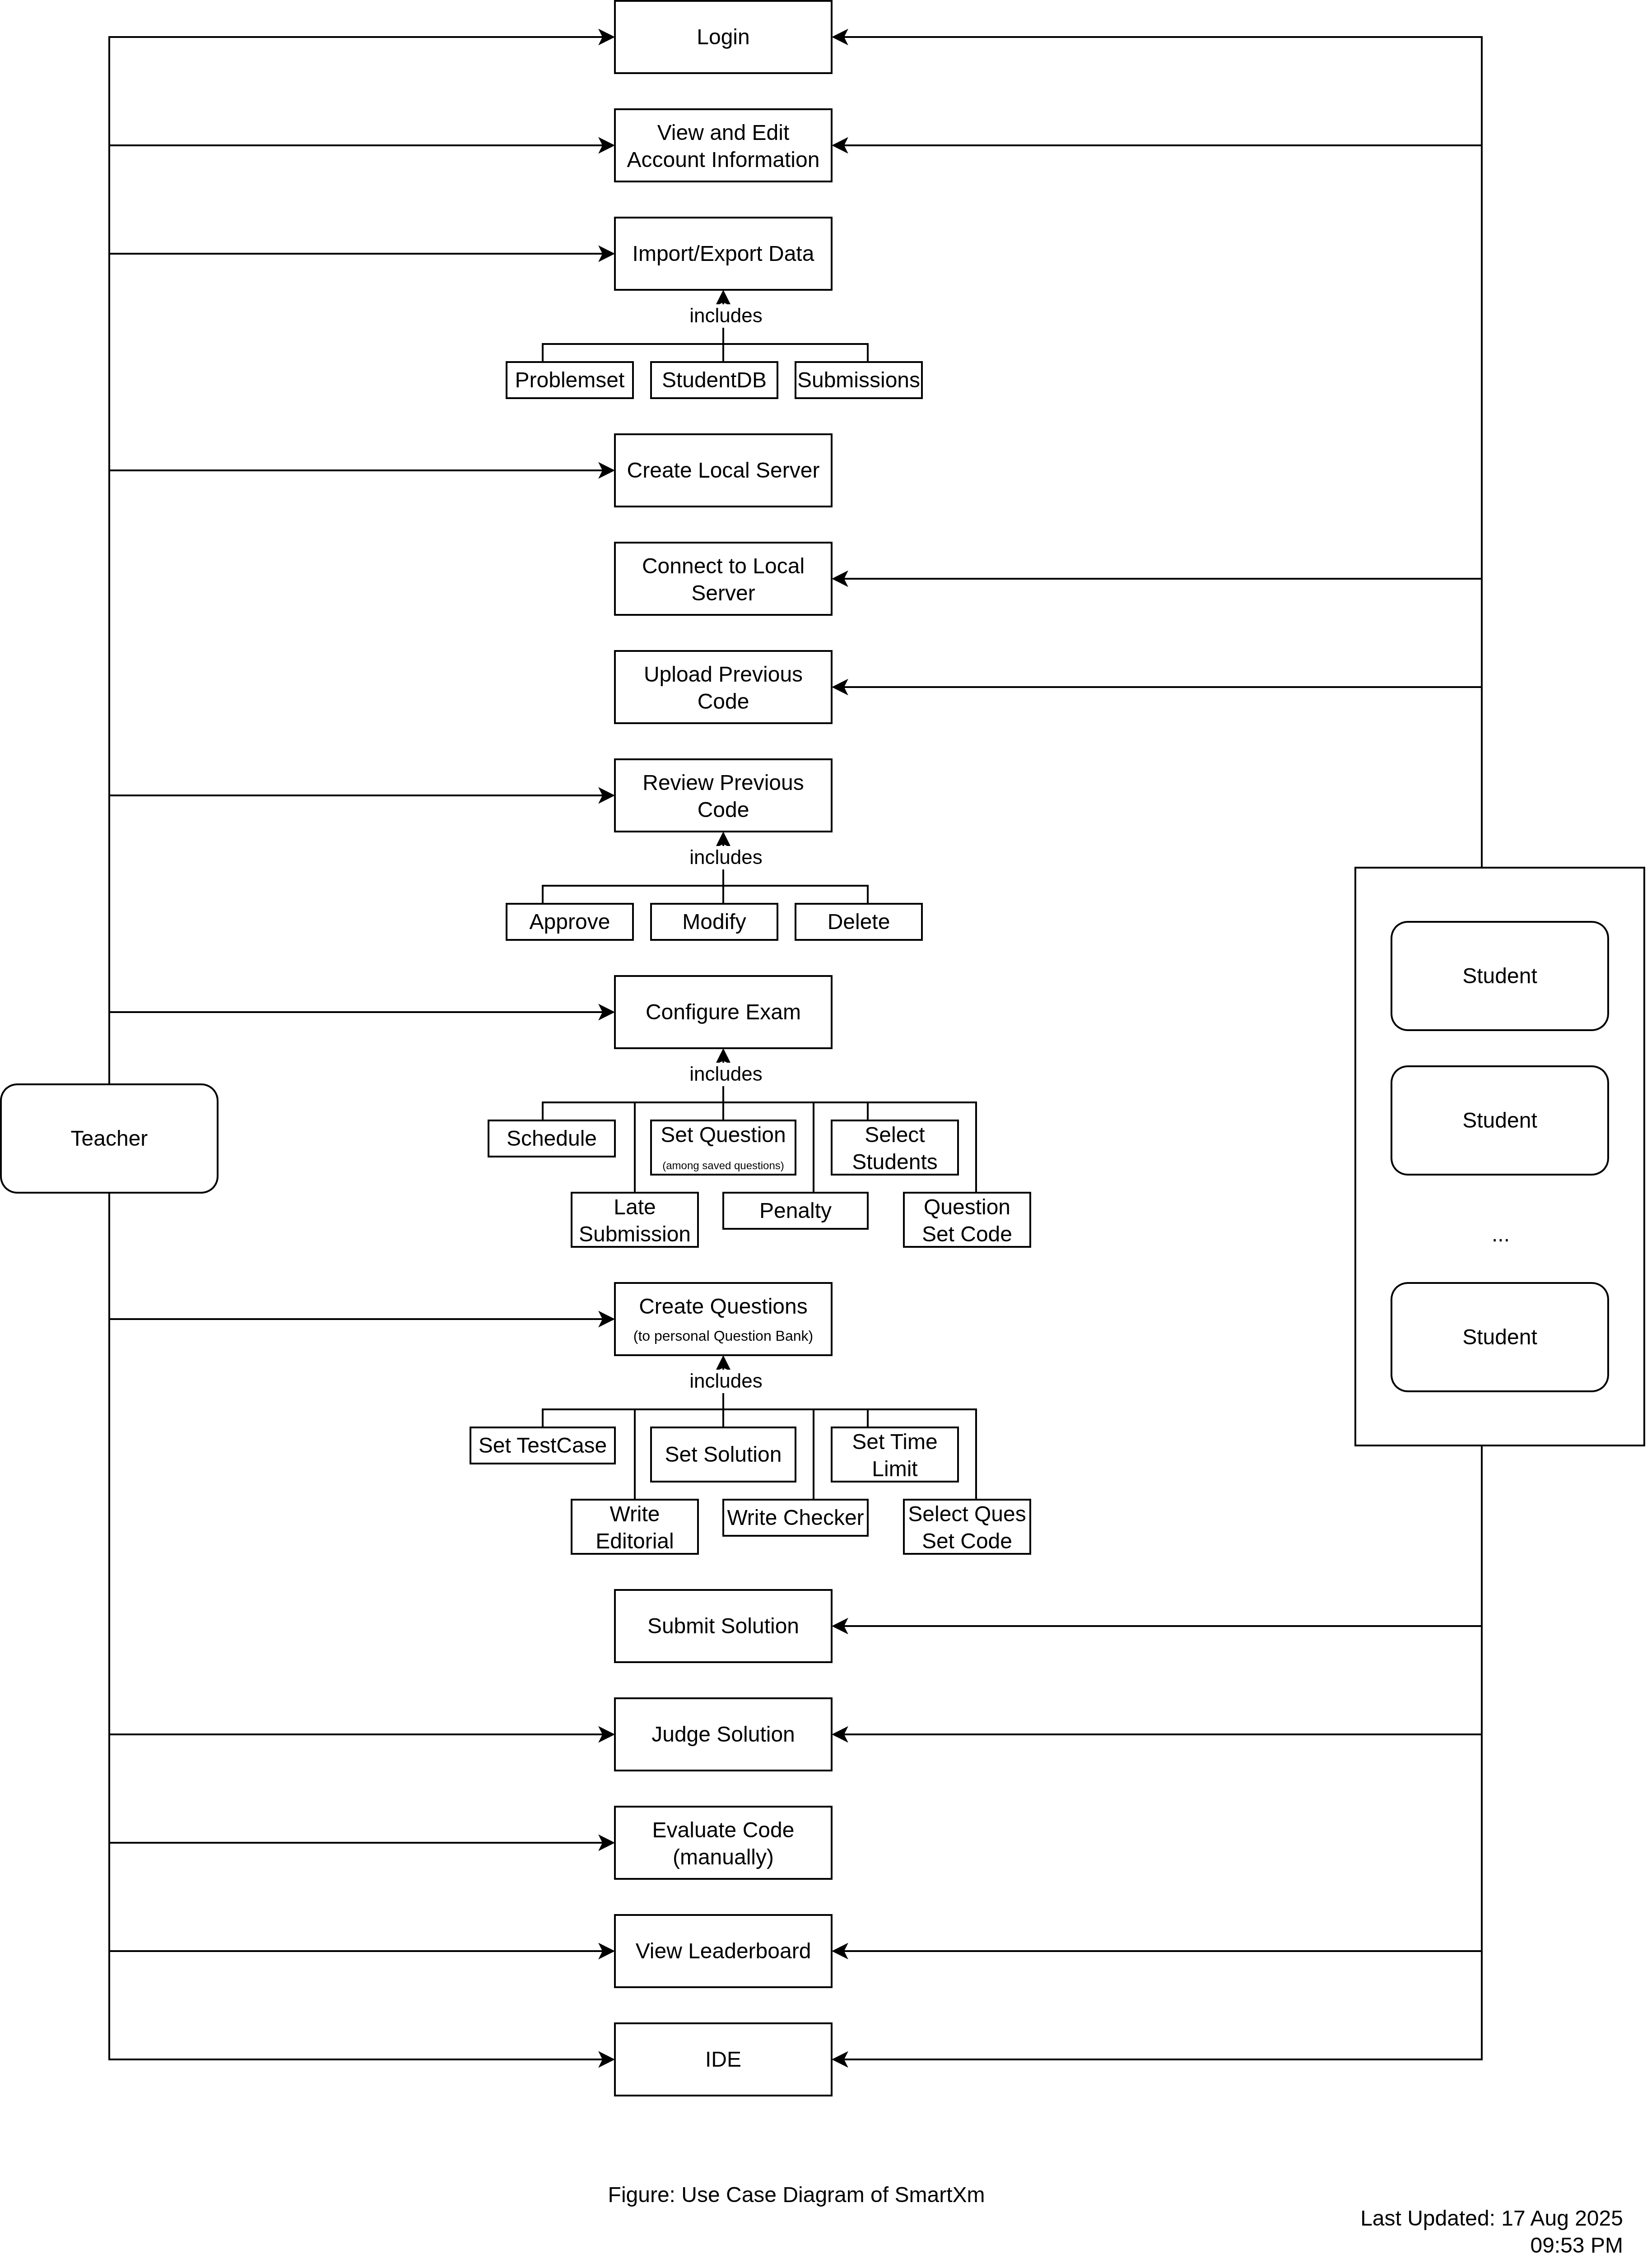 Login
View and Edit
Account Information
Import/Export Data
includes
Problemset
StudentDB
Submissions
Create Local Server
Connect to Local
Server
Upload Previous
Code
Review Previous
Code
includes
Approve
Modify
Delete
Student
Configure Exam
includes
Teacher
Schedule
Set Question
(among saved questions)
Select
Students
Student
Late
Submission
Penalty
Question
Set Code
...
Create Questions
(to personal Question Bank)
Student
includes
Set TestCase
Set Solution
Set Time
Limit
Write
Editorial
Write Checker
Select Ques
Set Code
Submit Solution
Judge Solution
Evaluate Code
(manually)
View Leaderboard
IDE
Figure: Use Case Diagram of SmartXm
Last Updated: 17 Aug 2025
09:53 PM